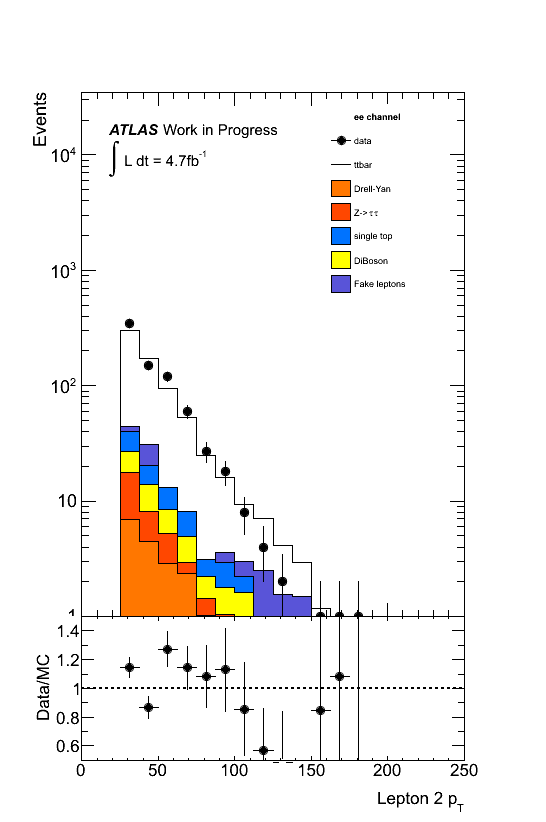 Events
ATLAS Work in Progress
∫ L dt = 4.7fb⁻¹
ee channel
data
ttbar
Drell-Yan
Z->ττ
single top
DiBoson
Fake leptons
10⁴
10³
10²
10
1
Data/MC
1.4
1.2
1
0.8
0.6
0 50 100 150 200 250
Lepton 2 p_T